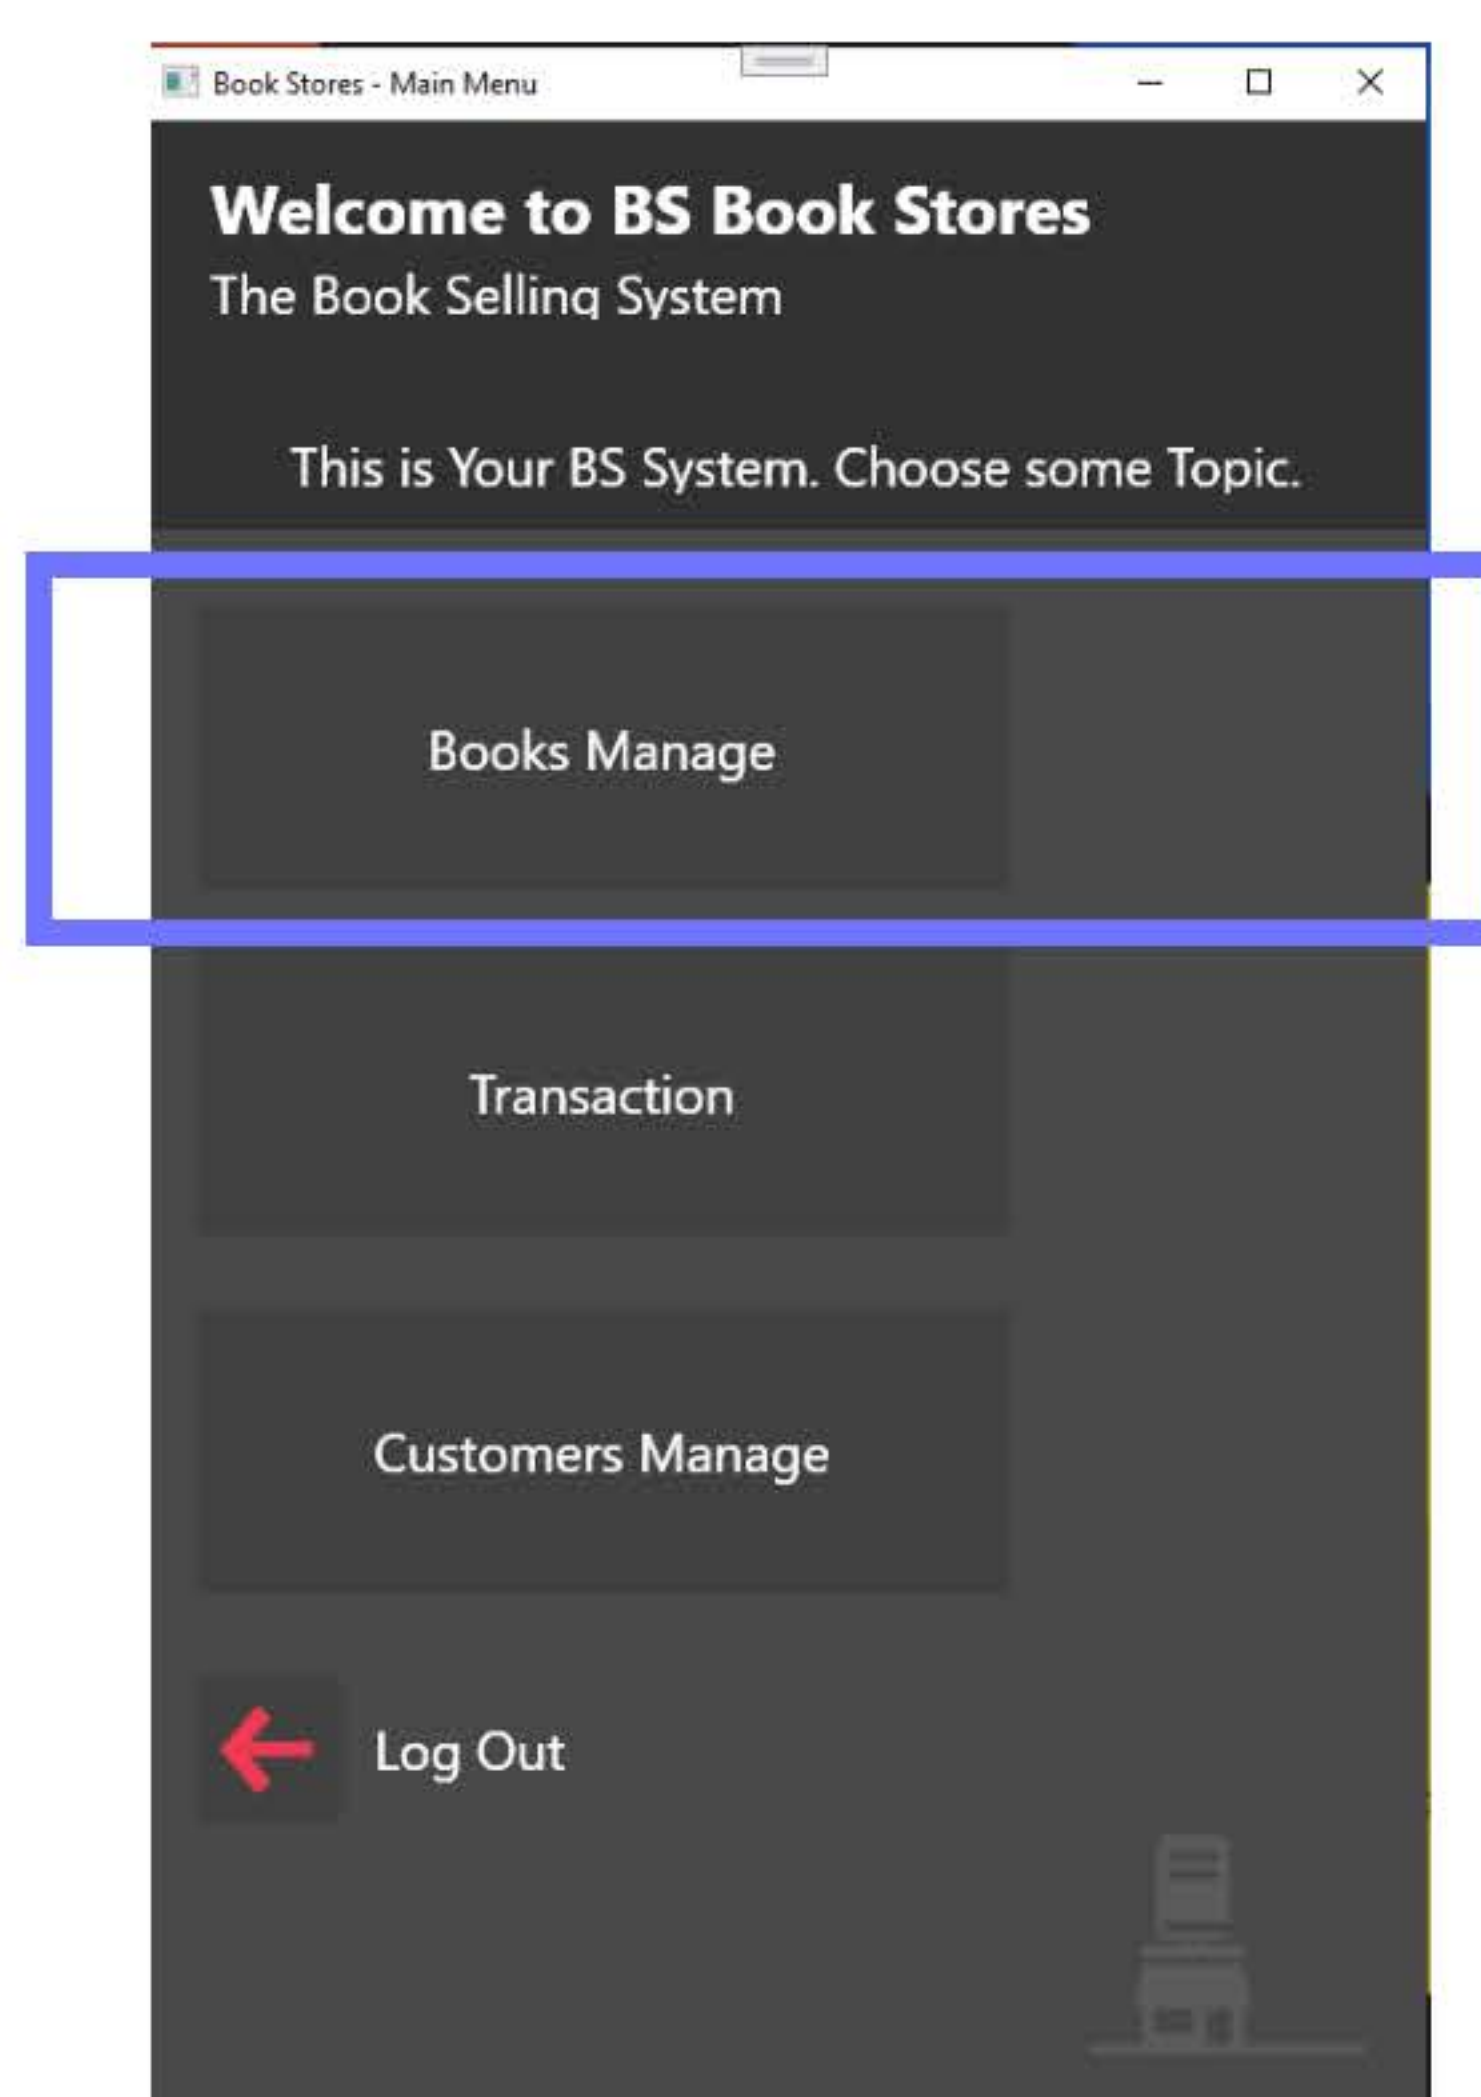 Book Stores - Main Menu
Welcome to BS Book Stores
The Book Selling System
This is Your BS System. Choose some Topic.
Books Manage
Transaction
Customers Manage
Log Out